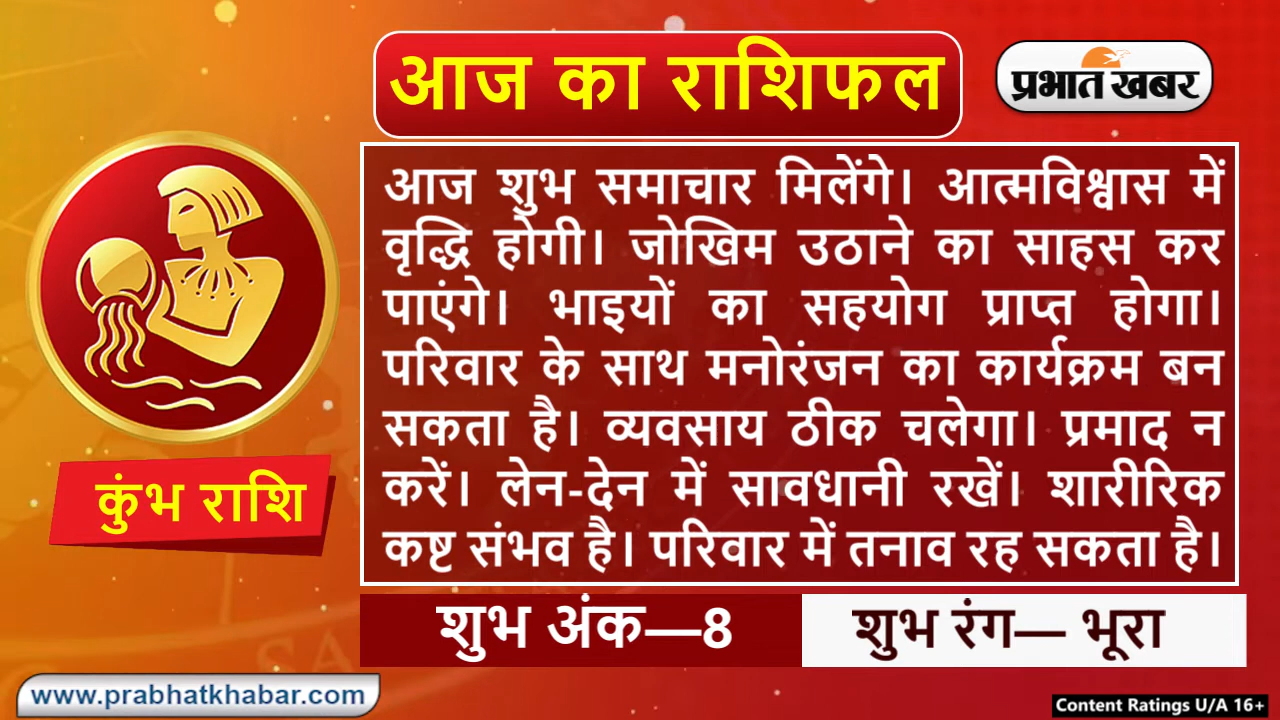 आज का राशिफल
प्रभात खबर
आज शुभ समाचार मिलेंगे। आत्मविश्वास में
वृद्धि होगी। जोखिम उठाने का साहस कर
पाएंगे। भाइयों का सहयोग प्राप्त होगा।
परिवार के साथ मनोरंजन का कार्यक्रम बन
सकता है। व्यवसाय ठीक चलेगा। प्रमाद न
करें। लेन-देन में सावधानी रखें। शारीरिक
कष्ट संभव है। परिवार में तनाव रह सकता है।
कुंभ राशि
शुभ अंक—8
शुभ रंग— भूरा
www.prabhatkhabar.com
Content Ratings U/A 16+